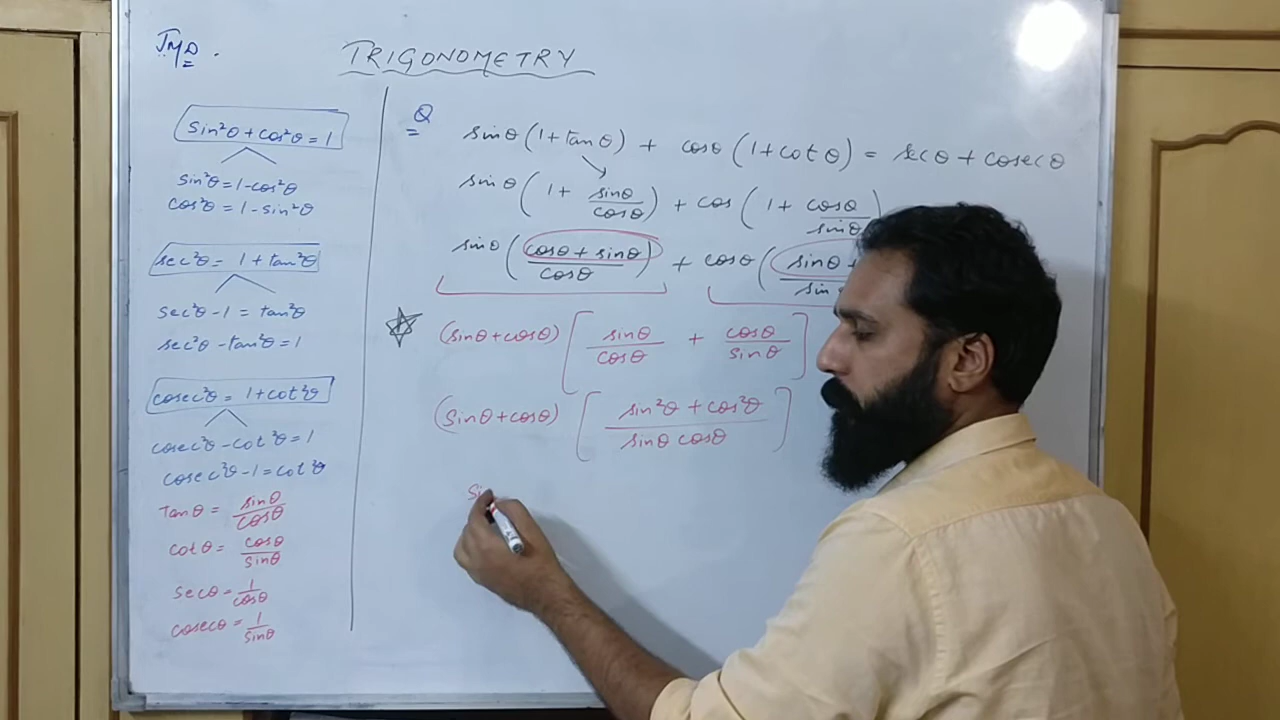 JMD.
TRIGONOMETRY
sin²θ + cos²θ = 1
sin²θ = 1 - cos²θ
cos²θ = 1 - sin²θ
sec²θ = 1 + tan²θ
sec²θ - 1 = tan²θ
sec²θ - tan²θ = 1
cosec²θ = 1 + cot²θ
cosec²θ - cot²θ = 1
cosec²θ - 1 = cot²θ
Tanθ = sinθ/cosθ
cotθ = cosθ/sinθ
secθ = 1/cosθ
cosecθ = 1/sinθ
Q
sinθ (1 + tanθ) + cosθ (1 + cotθ) = secθ + cosecθ
sinθ (1 + sinθ/cosθ) + cos (1 + cosθ/sinθ)
sinθ (cosθ + sinθ/cosθ) + cosθ (sinθ + / sin
(sinθ + cosθ) [sinθ/cosθ + cosθ/sinθ]
(sinθ + cosθ) [sin²θ + cos²θ/sinθ cosθ]
si